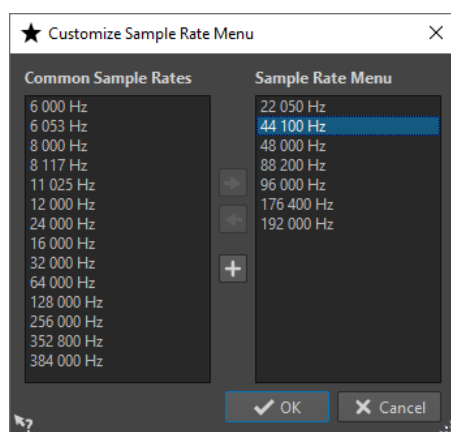 Customize Sample Rate Menu
Common Sample Rates
6 000 Hz
6 053 Hz
8 000 Hz
8 117 Hz
11 025 Hz
12 000 Hz
24 000 Hz
16 000 Hz
32 000 Hz
64 000 Hz
128 000 Hz
256 000 Hz
352 800 Hz
384 000 Hz
Sample Rate Menu
22 050 Hz
44 100 Hz
48 000 Hz
88 200 Hz
96 000 Hz
176 400 Hz
192 000 Hz
OK
Cancel
?